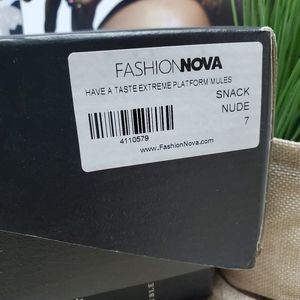 FASHIONNOVA
HAVE A TASTE EXTREME PLATFORM MULES
SNACK
NUDE
7
4110579
www.FashionNova.com